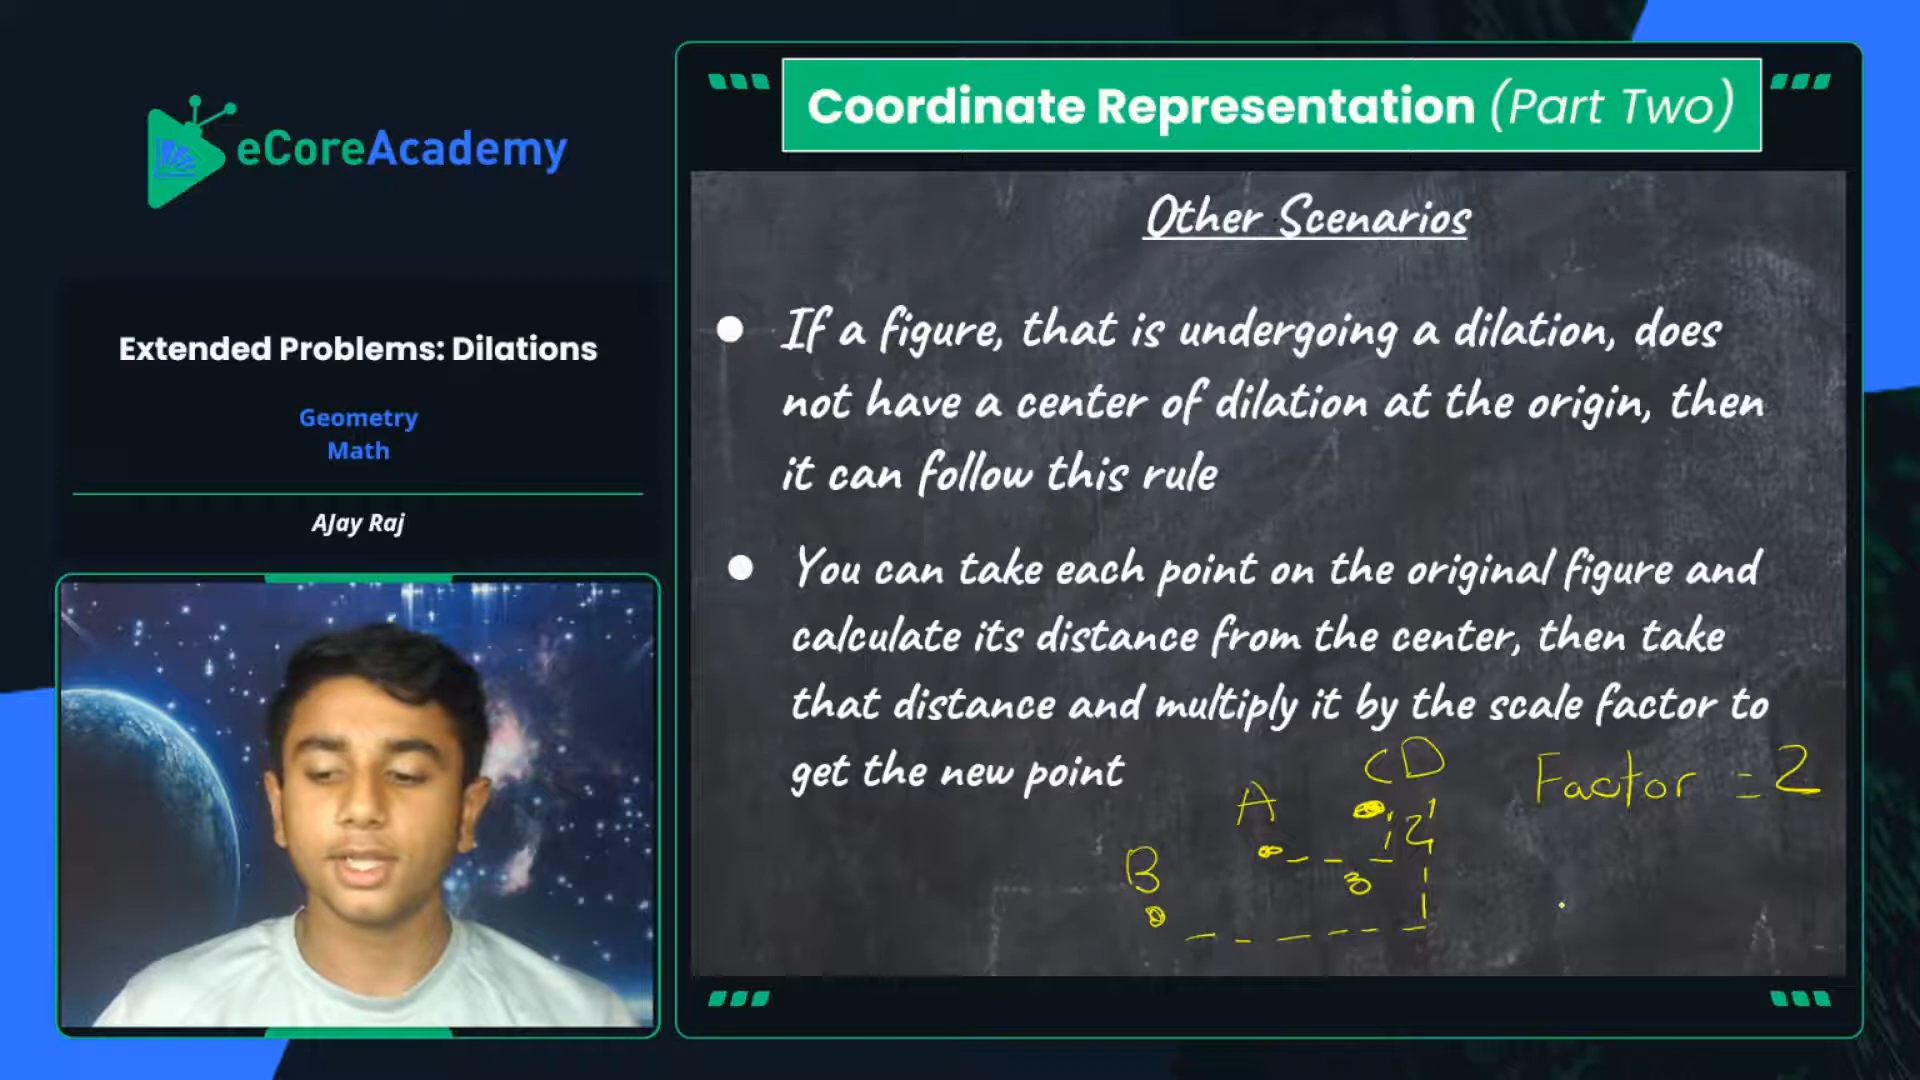 eCoreAcademy
Extended Problems: Dilations
Geometry
Math
AJay Raj
Coordinate Representation (Part Two)
Other Scenarios
If a figure, that is undergoing a dilation, does
not have a center of dilation at the origin, then
it can follow this rule
You can take each point on the original figure and
calculate its distance from the center, then take
that distance and multiply it by the scale factor to
get the new point
CD
Factor = 2
A
2
B
3